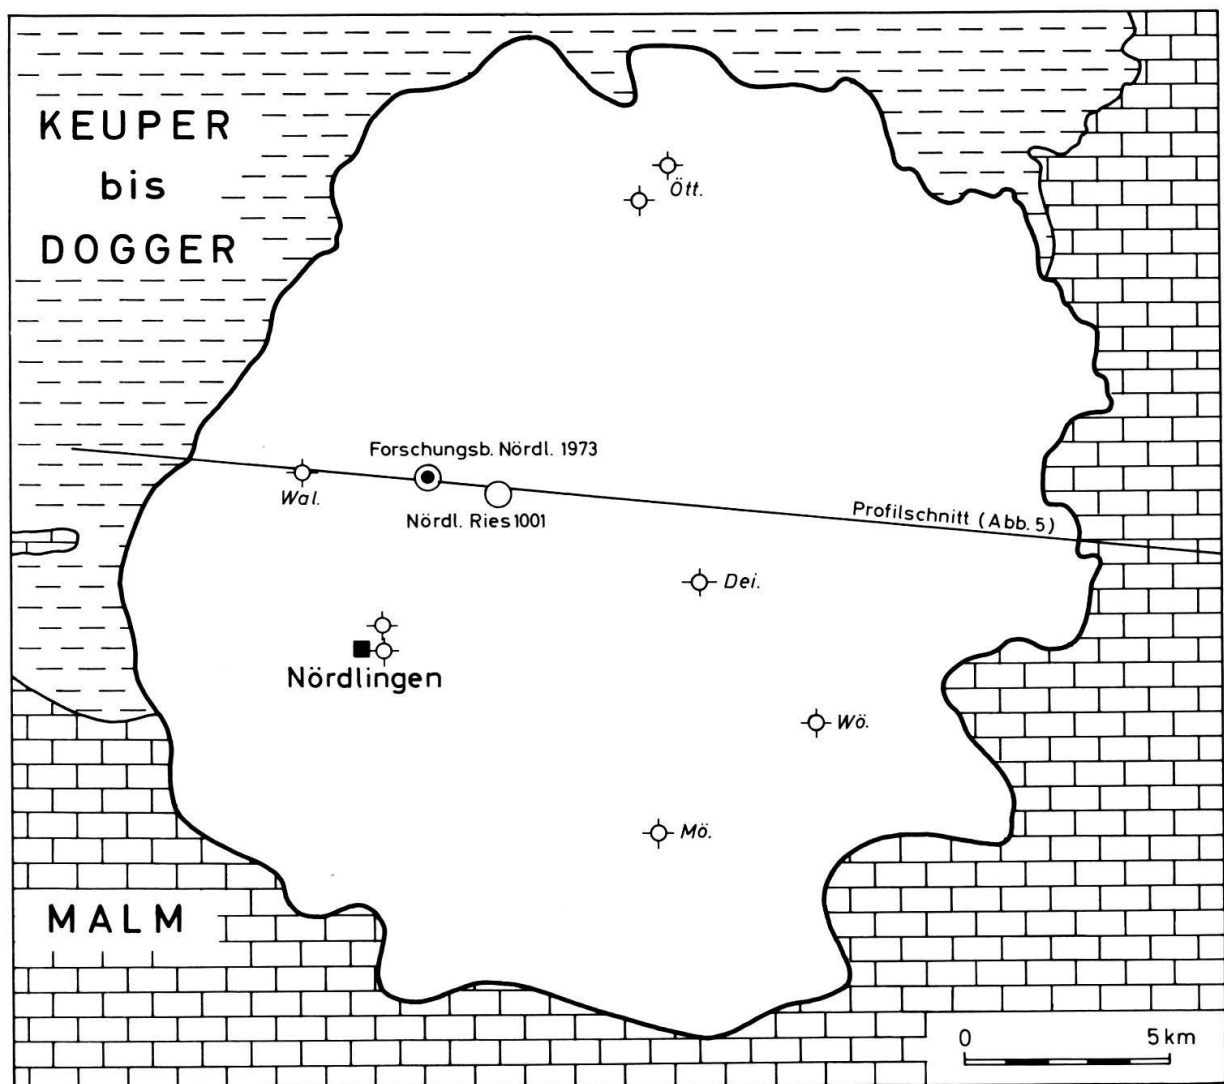 KEUPER
bis
DOGGER
Ött.
Forschungsb. Nördl. 1973
Wal.
Nördl. Ries 1001
Profilschnitt (Abb. 5)
Dei.
Nördlingen
Wö.
Mö.
MALM
0 5 km